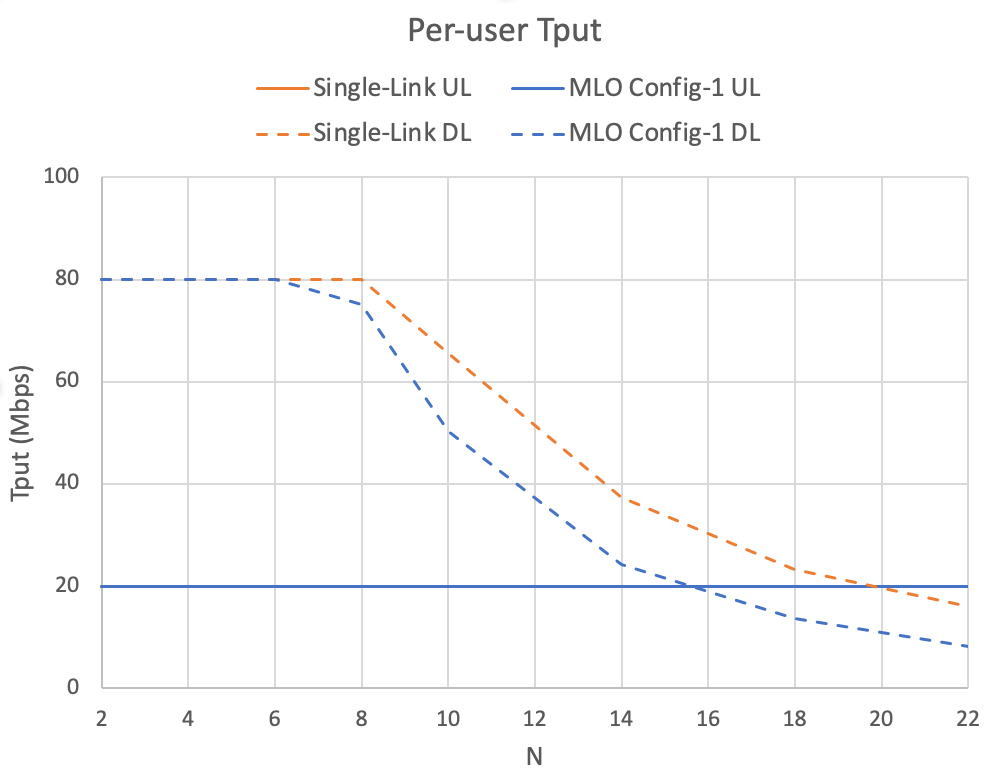 Per-user Tput
Single-Link UL MLO Config-1 UL
Single-Link DL MLO Config-1 DL
100
80
60
40
20
0
Tput (Mbps)
2 4 6 8 10 12 14 16 18 20 22
N